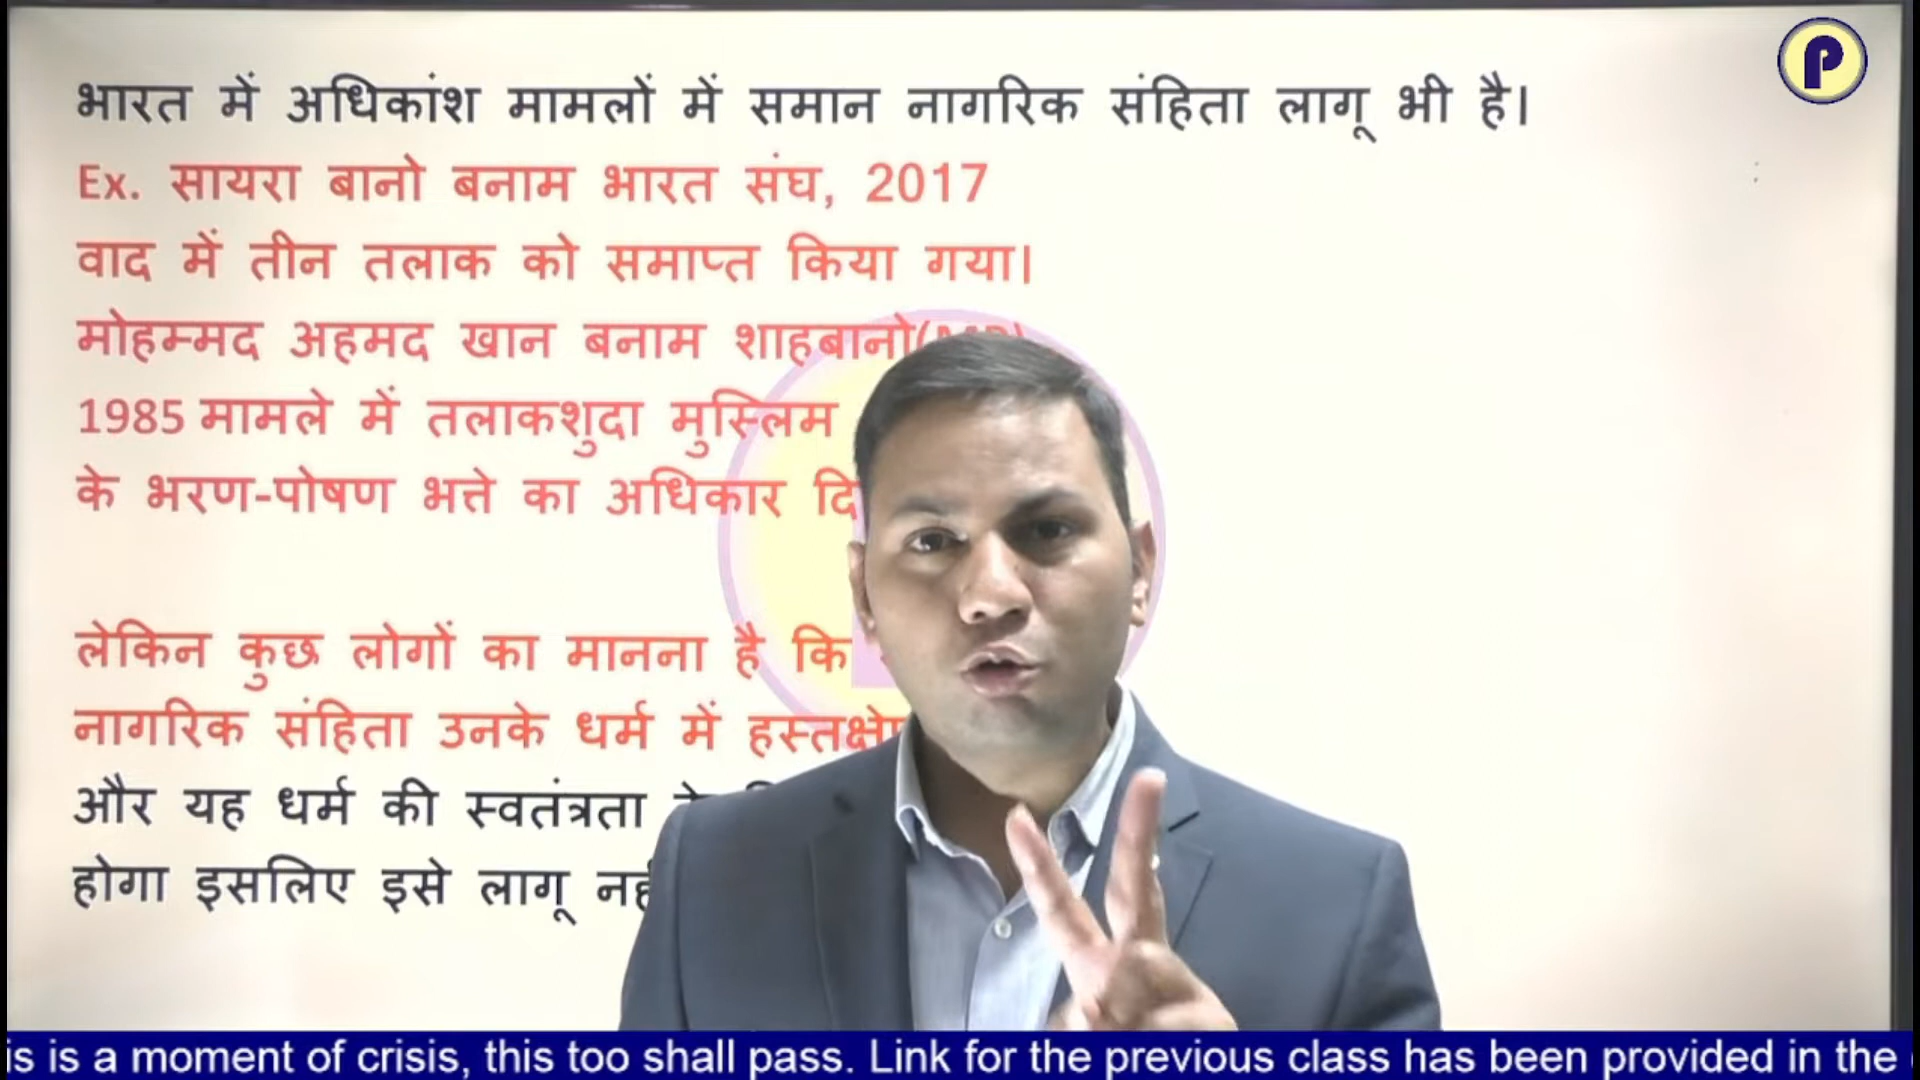 भारत में अधिकांश मामलों में समान नागरिक संहिता लागू भी है।
Ex. सायरा बानो बनाम भारत संघ, 2017
वाद में तीन तलाक को समाप्त किया गया।
मोहम्मद अहमद खान बनाम शाहबानो
1985 मामले में तलाकशुदा मुस्लिम
के भरण-पोषण भत्ते का अधिकार
लेकिन कुछ लोगों का मानना है कि
नागरिक संहिता उनके धर्म में
और यह धर्म की स्वतंत्रता
होगा इसलिए इसे लागू
P
is a moment of crisis, this too shall pass. Link for the previous class has been provided in the